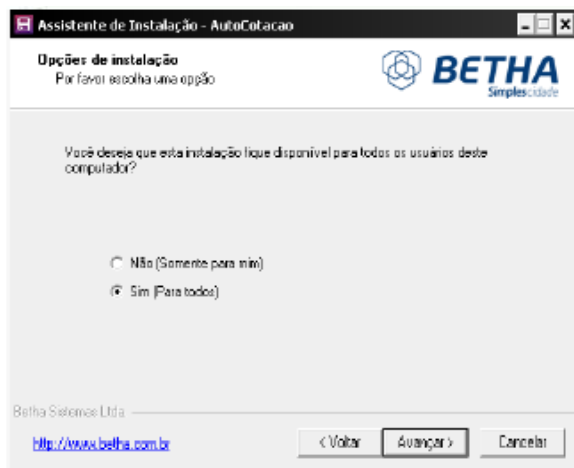 Assistente de Instalação - AutoCotacao
Opções de instalação
Por favor escolha uma opção
BETHA
Simplescidade
Você deseja que esta instalação fique disponível para todos os usuários deste
computador?
Não (Somente para mim)
Sim (Para todos)
Betha Sistemas Ltda
http://www.betha.com.br
< Voltar
Avançar >
Cancelar